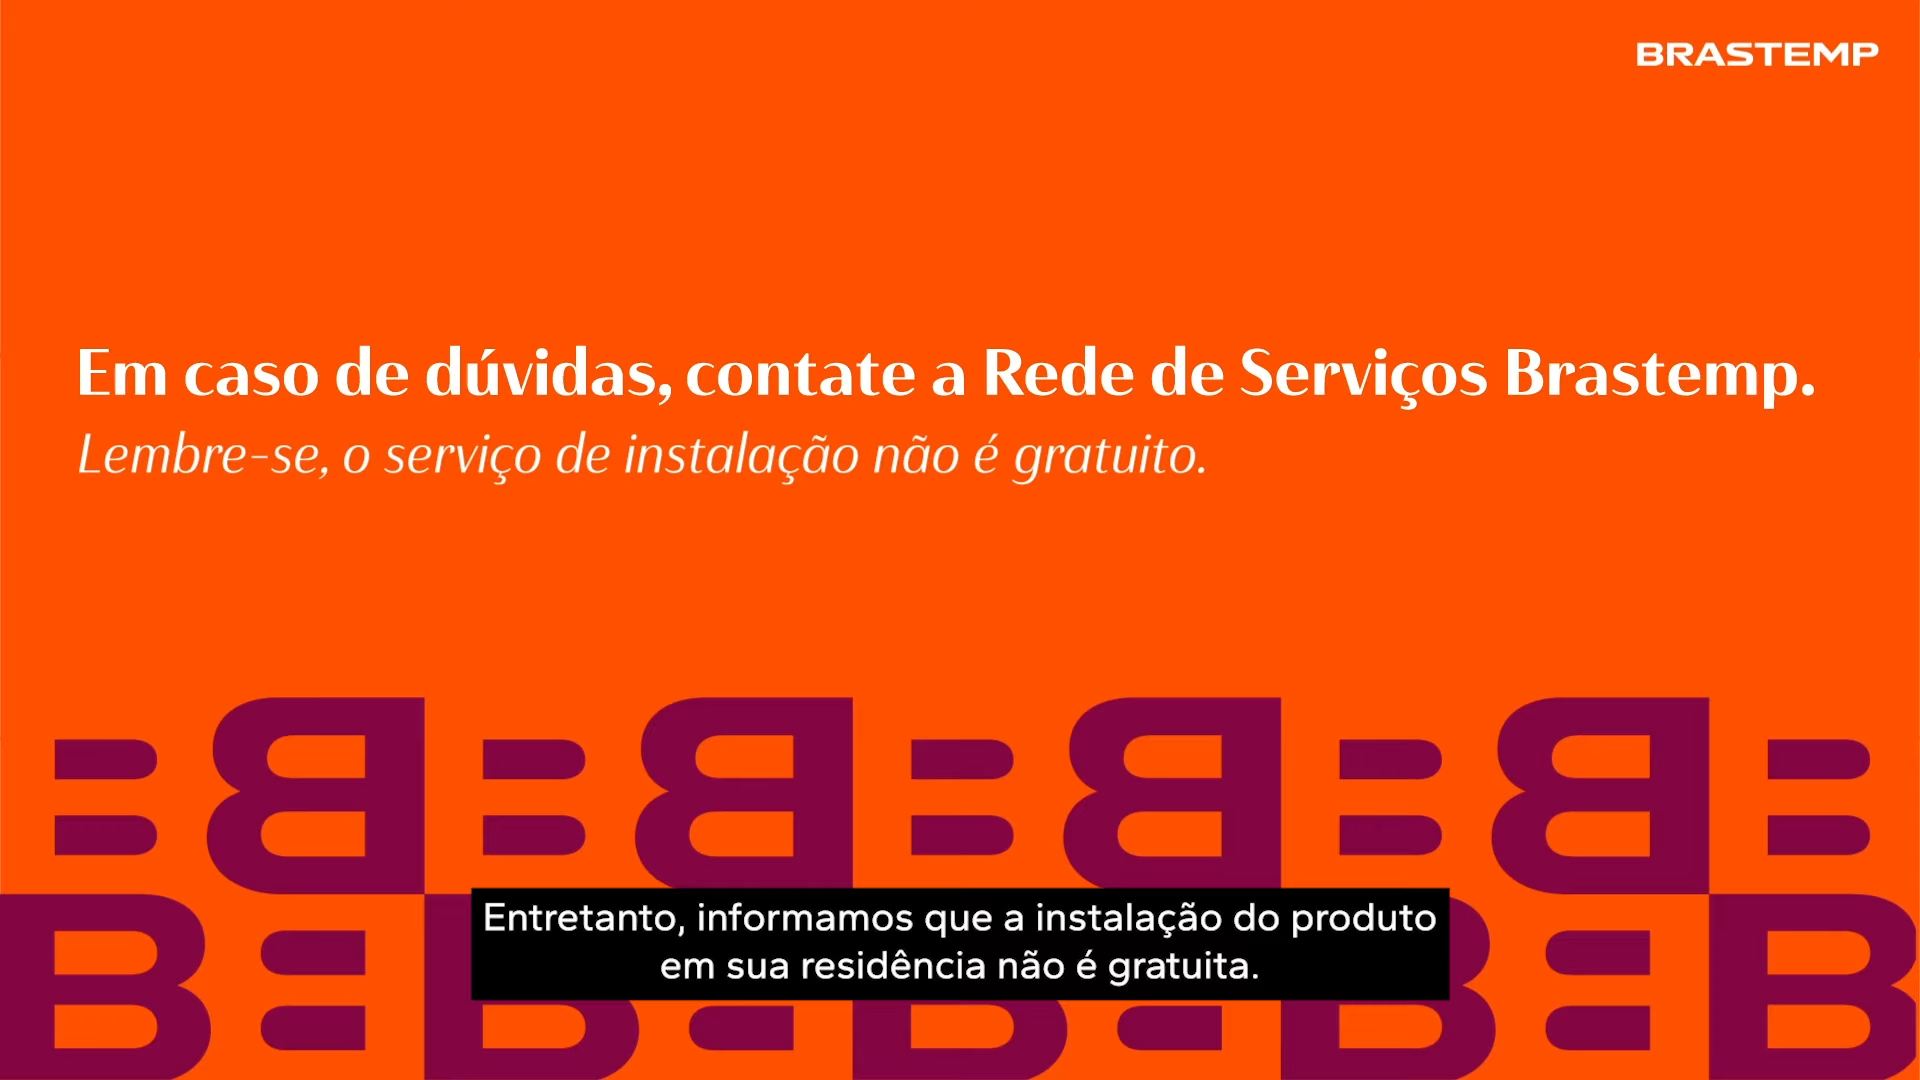 BRASTEMP
Em caso de dúvidas, contate a Rede de Serviços Brastemp.
Lembre-se, o serviço de instalação não é gratuito.
Entretanto, informamos que a instalação do produto
em sua residência não é gratuita.